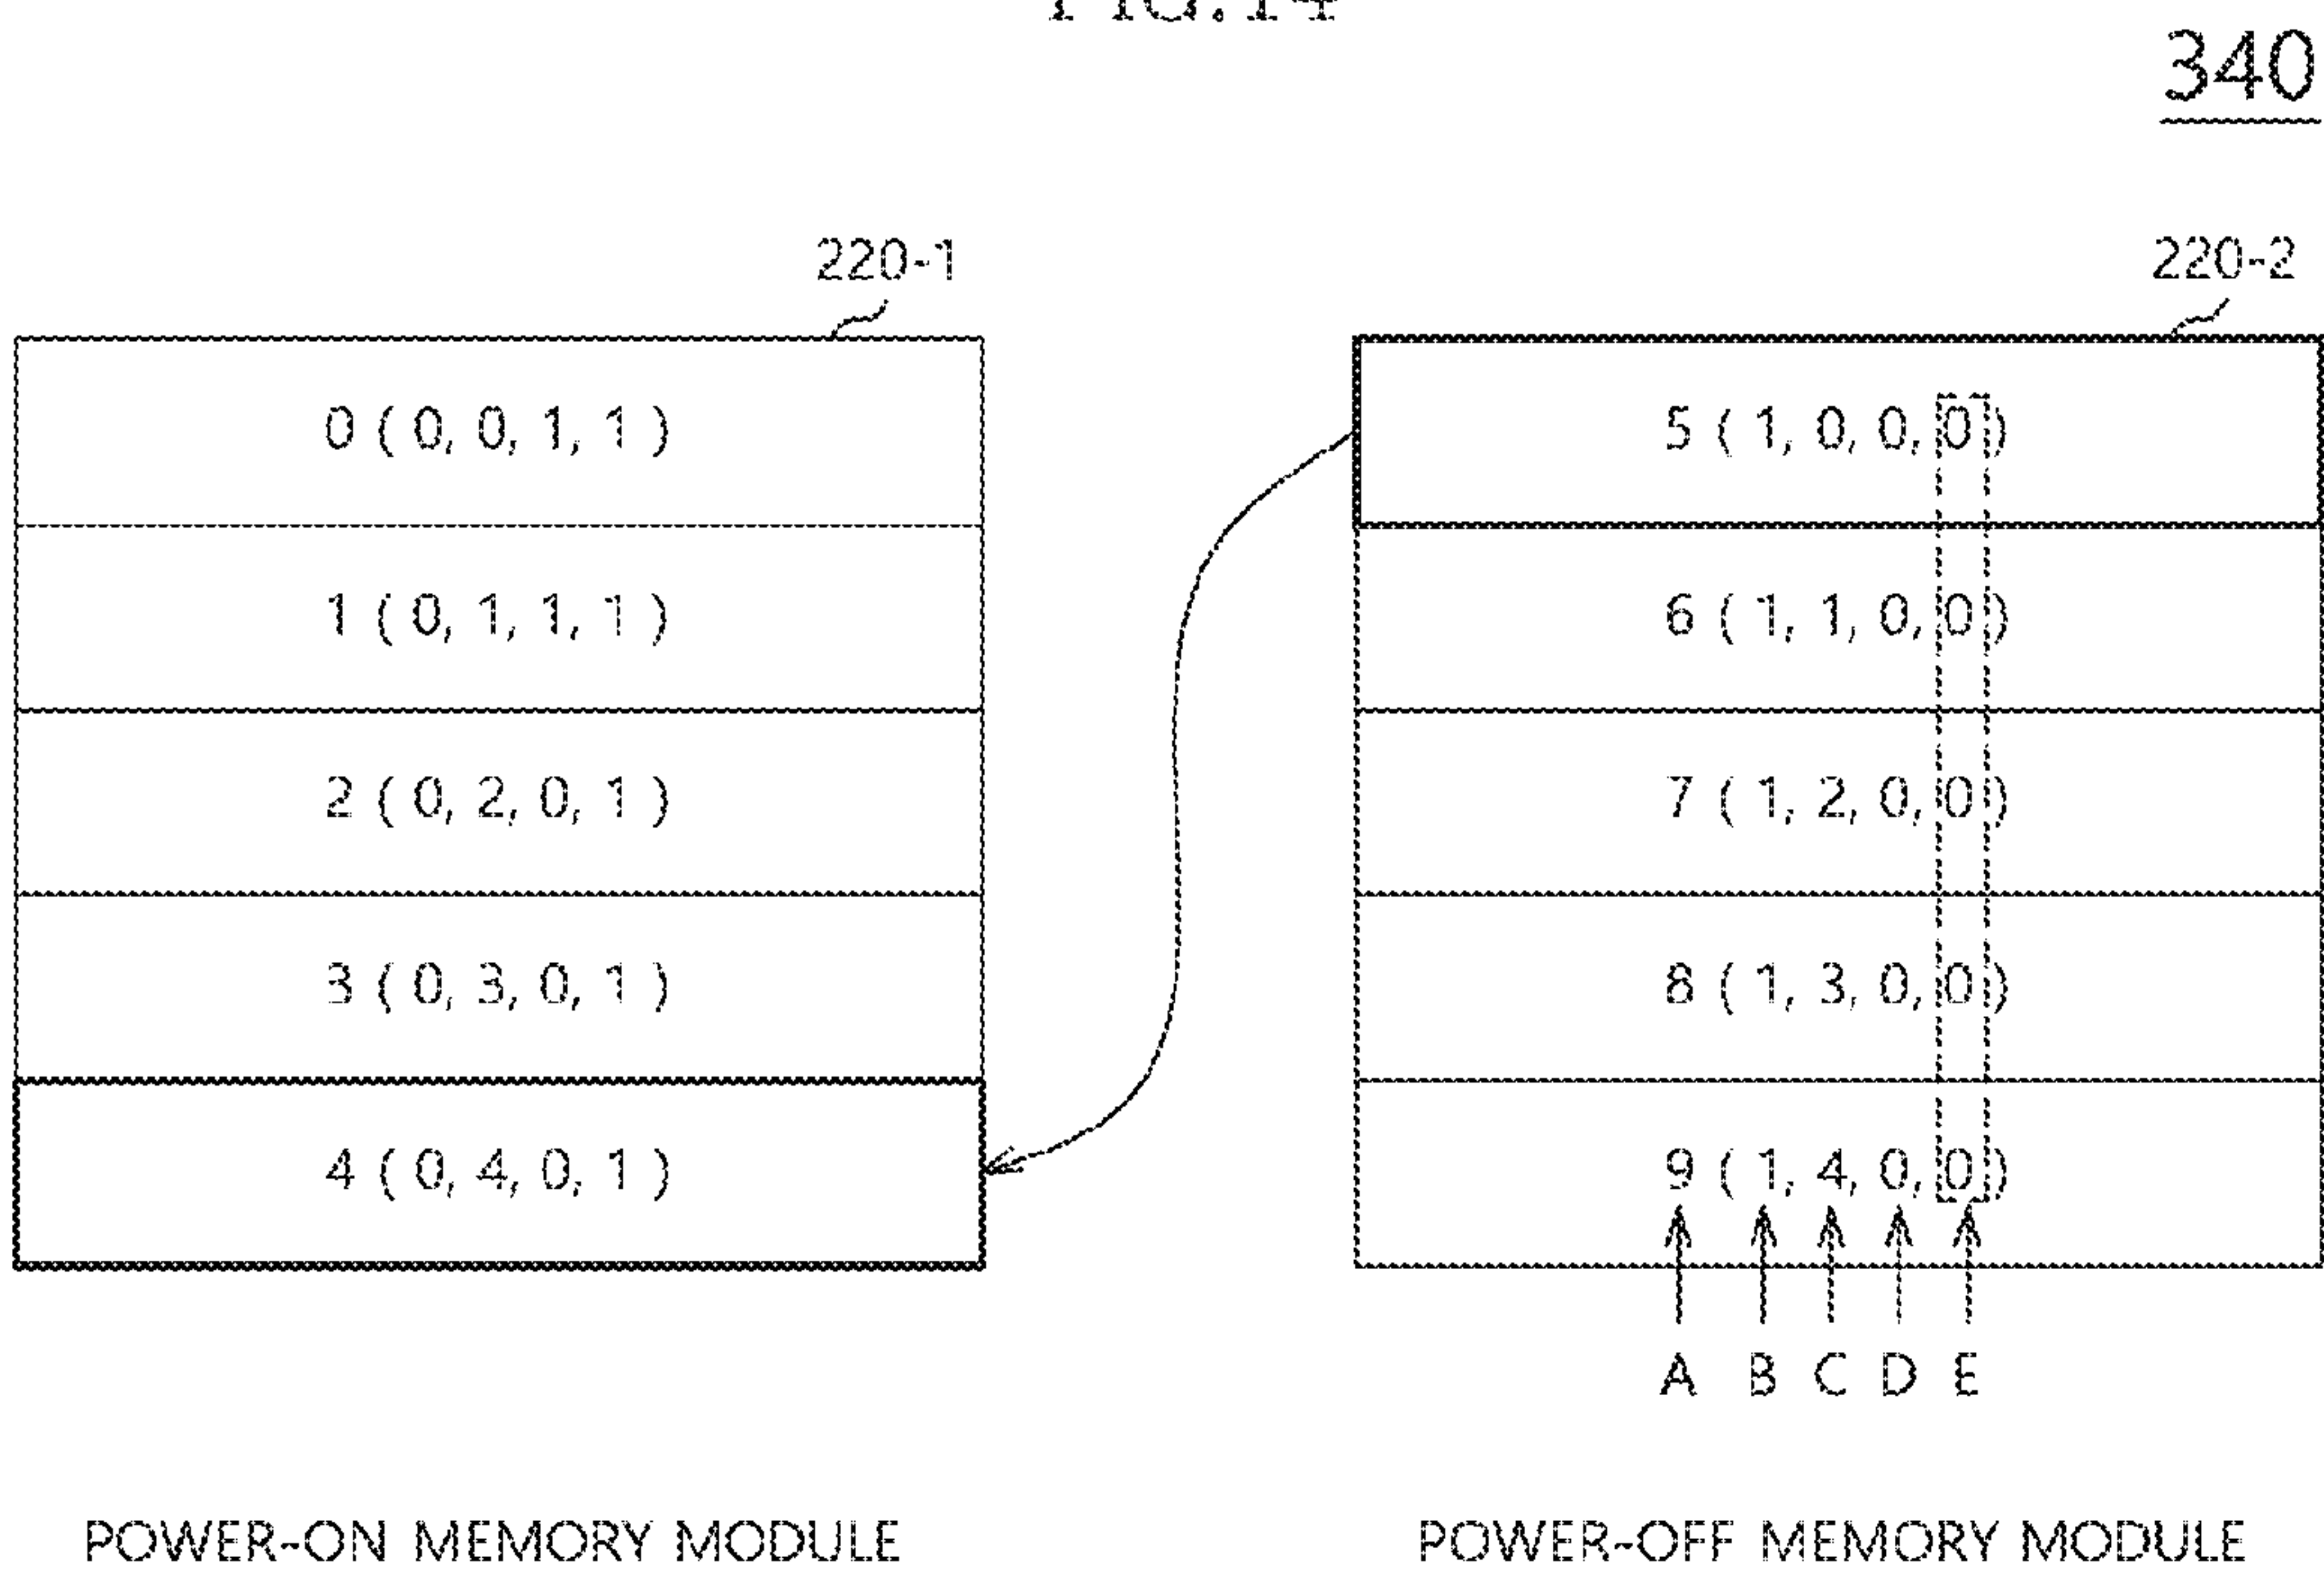 FIG.14
340
220-1
220-2
0 ( 0, 0, 1, 1 )
1 ( 0, 1, 1, 1 )
2 ( 0, 2, 0, 1 )
3 ( 0, 3, 0, 1 )
4 ( 0, 4, 0, 1 )
5 ( 1, 0, 0, 0 )
6 ( 1, 1, 0, 0 )
7 ( 1, 2, 0, 0 )
8 ( 1, 3, 0, 0 )
9 ( 1, 4, 0, 0 )
A B C D E
POWER-ON MEMORY MODULE
POWER-OFF MEMORY MODULE